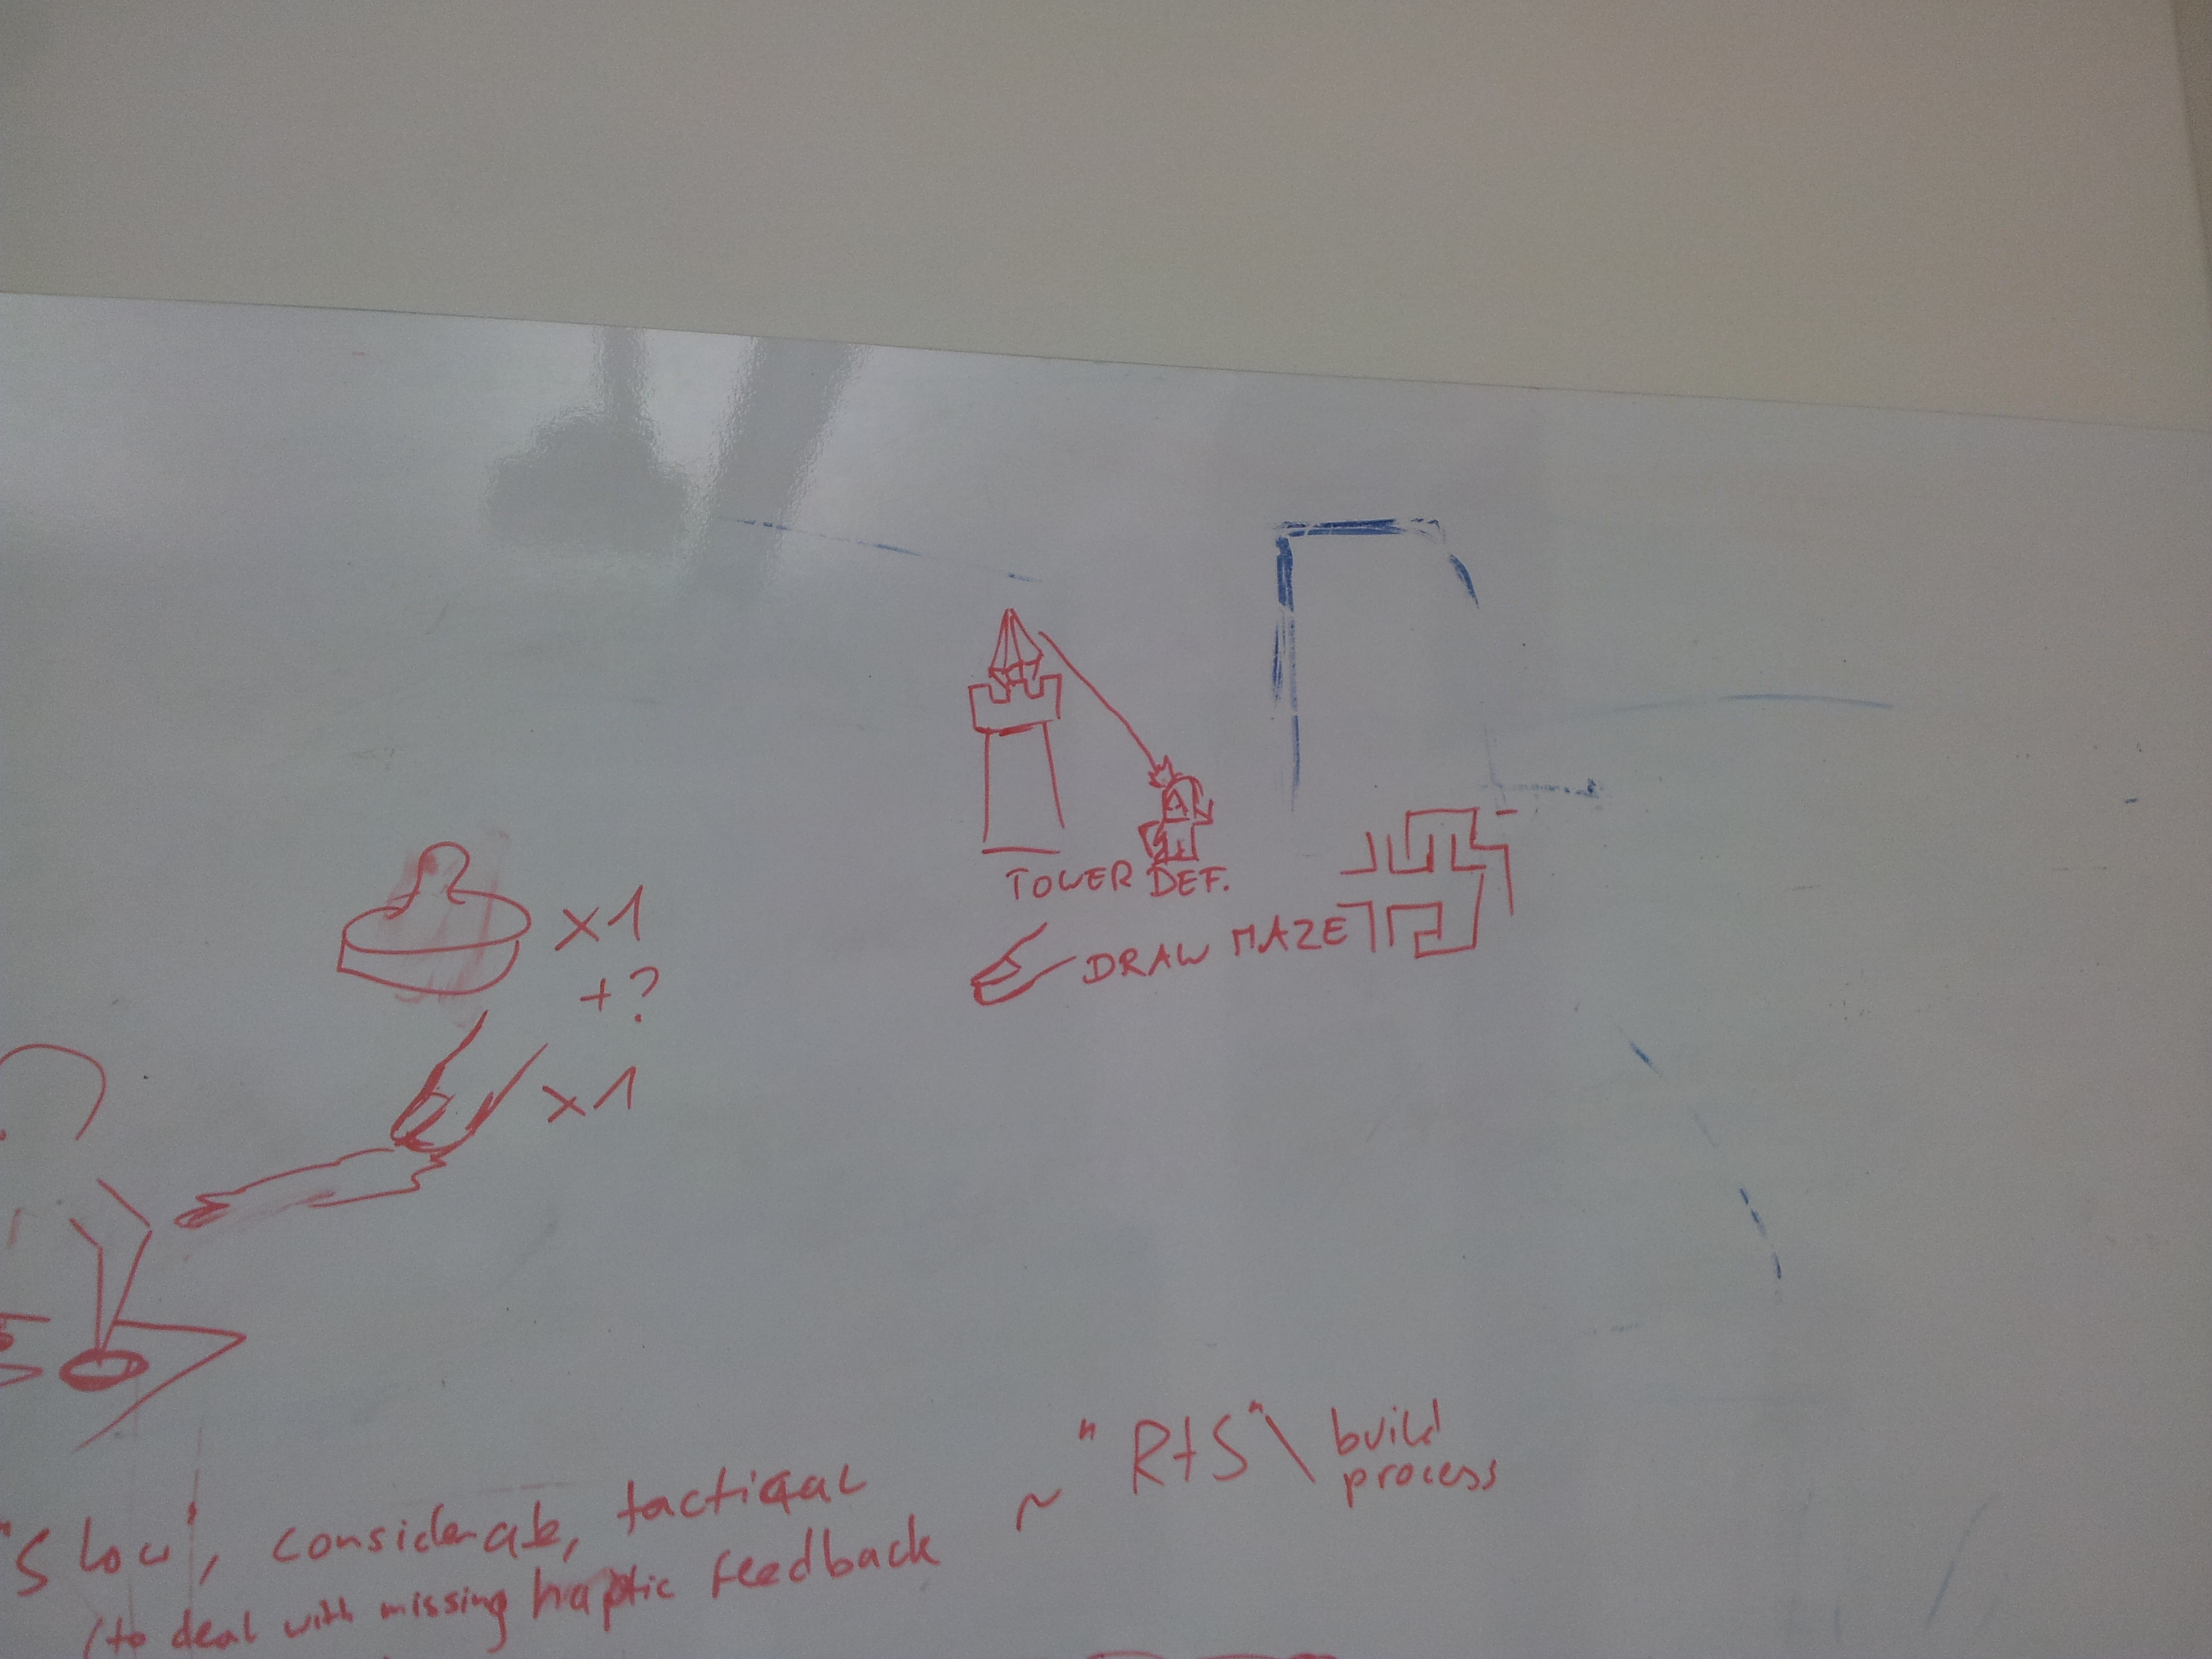 TOWER DEF.
DRAW MAZE
x1
+?
x1
"RtS" \ build
process
"Slow", considerate, tactical ~
(to deal with missing haptic feedback